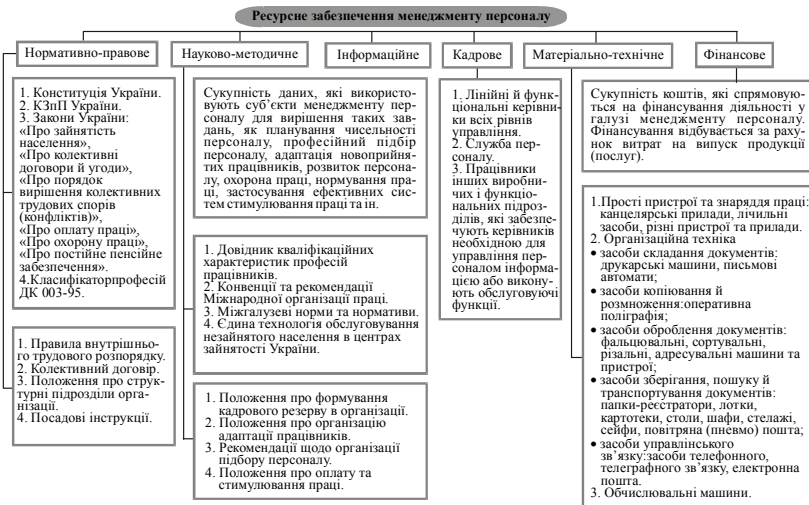 Ресурсне забезпечення менеджменту персоналу
Нормативно-правове
Науково-методичне
Інформаційне
Кадрове
Матеріально-технічне
Фінансове
1. Конституція України.
2. КЗпП України.
3. Закони України:
«Про зайнятість
населення»,
«Про колективні
договори й угоди»,
«Про порядок
вирішення колективних
трудових спорів
(конфліктів)»,
«Про оплату праці»,
«Про охорону праці»,
«Про постійне пенсійне
забезпечення».
4.Класифікаторпрофесій
ДК 003-95.
1. Правила внутрішньо-
го трудового розпорядку.
2. Колективний договір.
3. Положення про струк-
турні підрозділи орга-
нізації.
4. Посадові інструкції.
Сукупність даних, які використо-
вують суб’єкти менеджменту пер-
соналу для вирішення таких зав-
дань, як планування чисельності
персоналу, професійний підбір
персоналу, адаптація новоприйня-
тих працівників, розвиток персона-
лу, охорона праці, нормування пра-
ці, застосування ефективних сис-
тем стимулювання праці та ін.
1. Довідник кваліфікаційних
характеристик професій
працівників.
2. Конвенції та рекомендації
Міжнародної організації праці.
3. Міжгалузеві норми та нормативи.
4. Єдина технологія обслуговування
незайнятого населення в центрах
зайнятості України.
1. Положення про формування
кадрового резерву в організації.
2. Положення про організацію
адаптації працівників.
3. Рекомендації щодо організації
підбору персоналу.
4. Положення про оплату та
стимулювання праці.
1. Лінійні й функ-
ціональні керівни-
ки всіх рівнів
управління.
2. Служба пер-
соналу.
3. Працівники
інших виробни-
чих і функціо-
нальних підрозді-
лів, які забезпе-
чують керівників
необхідною для
управління пер-
соналом інформа-
цією або викону-
ють обслуговуючі
функції.
Сукупність коштів, які спрямовую-
ться на фінансування діяльності у
галузі менеджменту персоналу.
Фінансування відбувається за раху-
нок витрат на випуск продукції
(послуг).
1.Прості пристрої та знаряддя праці:
канцелярські прилади, лічильні
засоби, різні пристрої та прилади.
2. Організаційна техніка
• засоби складання документів:
друкарські машини, письмові
автомати;
• засоби копіювання й
розмноження:оперативна
поліграфія;
• засоби оброблення документів:
фальцювальні, сортувальні,
різальні, адресувальні машини та
пристрої;
• засоби зберігання, пошуку й
транспортування документів:
папки-реєстратори, лотки,
картотеки, столи, шафи, стелажі,
сейфи, повітряна (пневмо) пошта;
• засоби управлінського
зв’язку:засоби телефонного,
телеграфного зв’язку, електронна
пошта.
3. Обчислювальні машини.